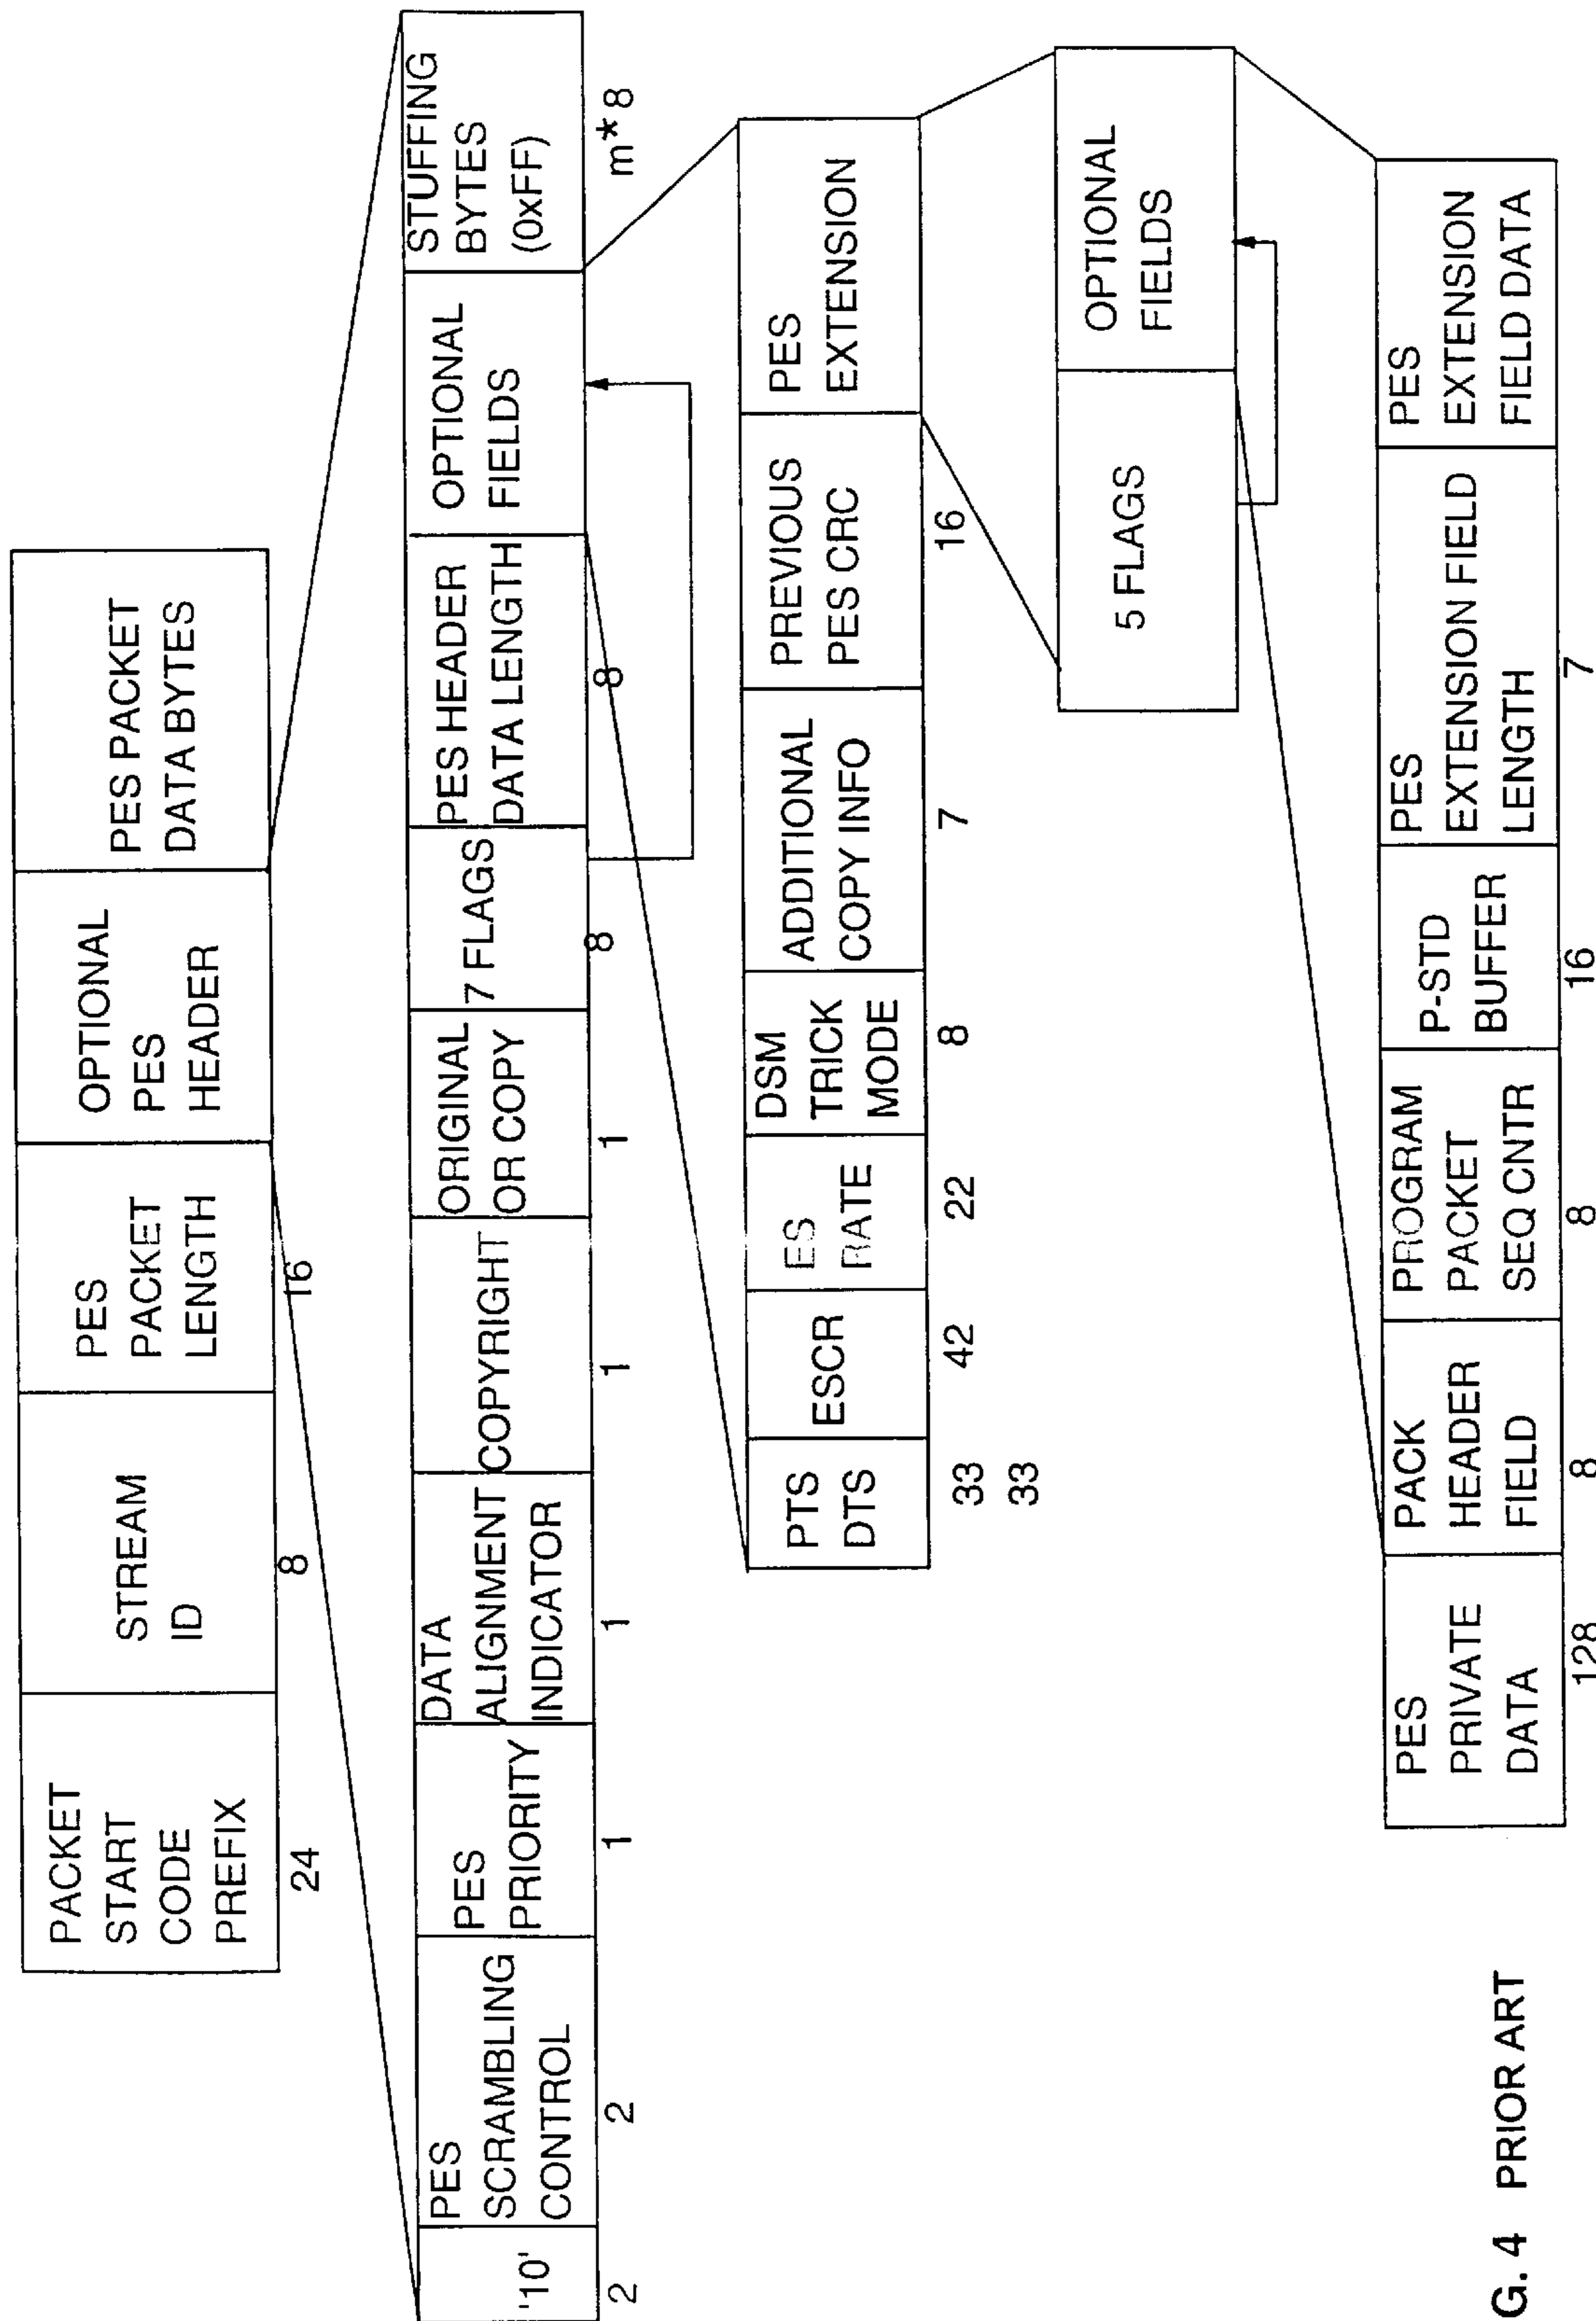 PACKET
START
CODE
PREFIX
24
STREAM
ID
8
PES
PACKET
LENGTH
16
OPTIONAL
PES
HEADER
PES PACKET
DATA BYTES
'10'
2
PES
SCRAMBLING
CONTROL
2
PES
PRIORITY
1
DATA
ALIGNMENT
INDICATOR
1
COPYRIGHT
1
ORIGINAL
OR COPY
1
7 FLAGS
8
PES HEADER
DATA LENGTH
8
OPTIONAL
FIELDS
STUFFING
BYTES
(0xFF)
m*8
PTS
DTS
33
33
ESCR
42
ES
RATE
22
DSM
TRICK
MODE
8
ADDITIONAL
COPY INFO
7
PREVIOUS
PES CRC
16
PES
EXTENSION
5 FLAGS
OPTIONAL
FIELDS
PES
PRIVATE
DATA
128
PACK
HEADER
FIELD
8
PROGRAM
PACKET
SEQ CNTR
8
P-STD
BUFFER
16
PES
EXTENSION FIELD
LENGTH
7
PES
EXTENSION
FIELD DATA
G. 4 PRIOR ART